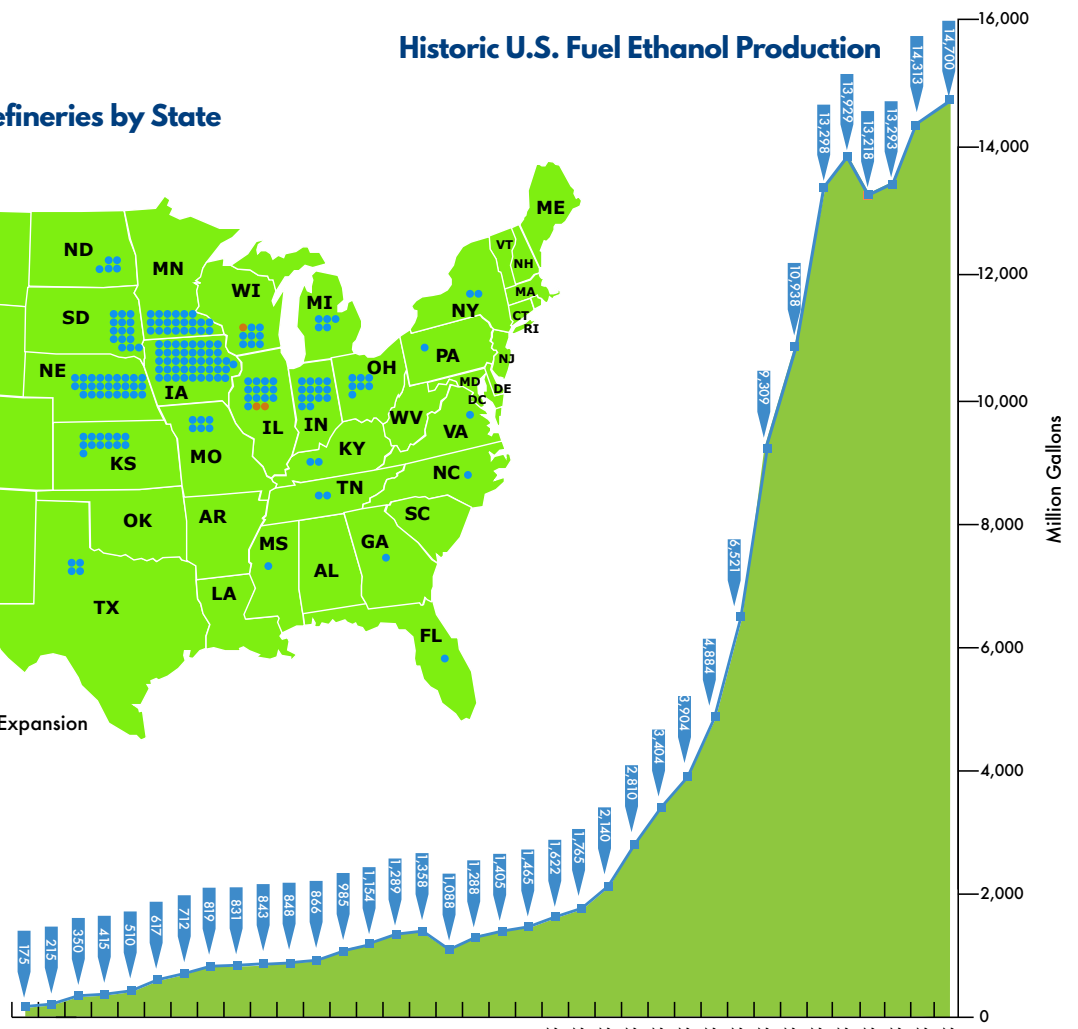 Historic U.S. Fuel Ethanol Production
efineries by State
ME
VT
ND
NH
MN
WI
MA
MI
NY
SD
CT
RI
PA
NJ
OH
NE
MD
DE
IA
DC
WV
IL
IN
VA
KY
MO
KS
NC
TN
SC
AR
OK
MS
GA
AL
LA
TX
FL
Expansion
175
215
350
415
510
617
712
819
831
843
848
866
985
1,154
1,289
1,358
1,088
1,288
1,405
1,465
1,622
1,765
2,140
2,810
3,404
3,904
4,884
6,521
9,309
10,938
13,298
13,929
13,218
13,293
14,313
14,700
16,000
14,000
12,000
10,000
8,000
6,000
4,000
2,000
0
Million Gallons